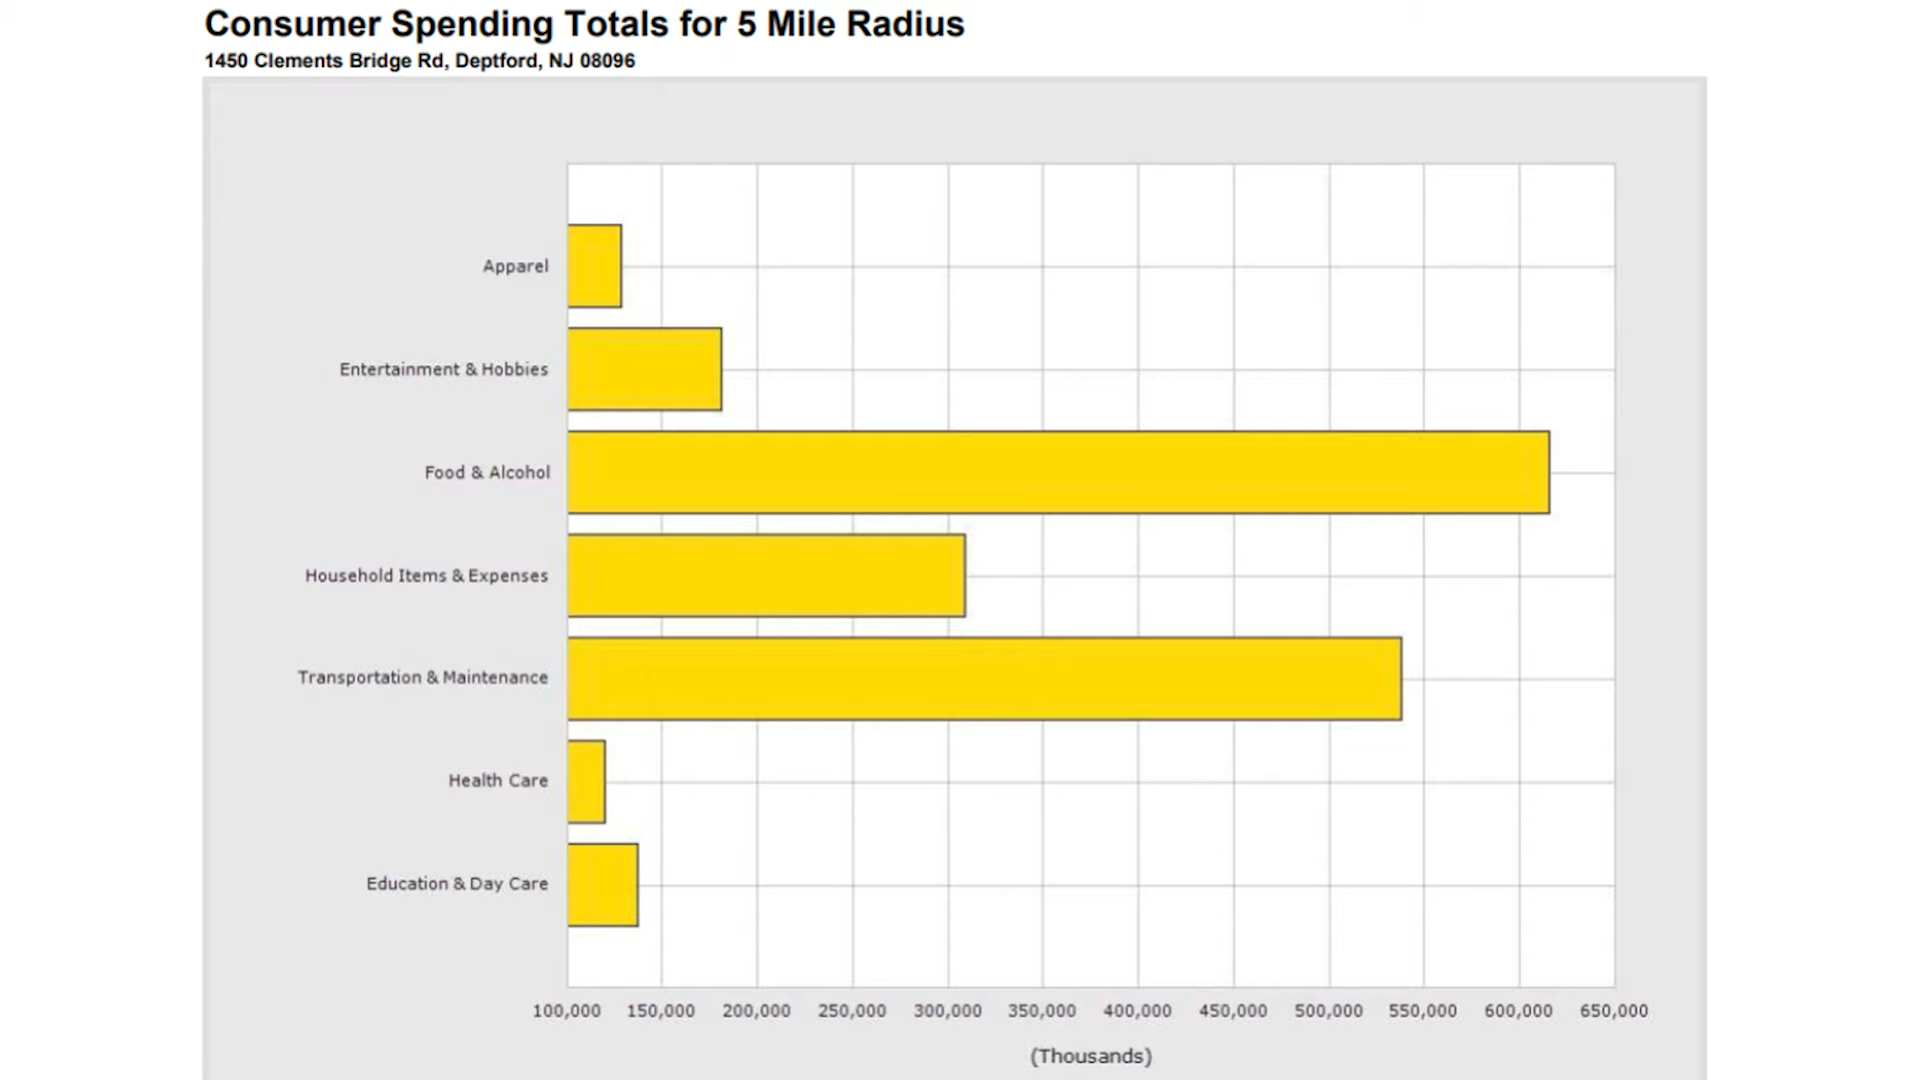 Consumer Spending Totals for 5 Mile Radius
1450 Clements Bridge Rd, Deptford, NJ 08096
Apparel
Entertainment & Hobbies
Food & Alcohol
Household Items & Expenses
Transportation & Maintenance
Health Care
Education & Day Care
100,000 150,000 200,000 250,000 300,000 350,000 400,000 450,000 500,000 550,000 600,000 650,000
(Thousands)